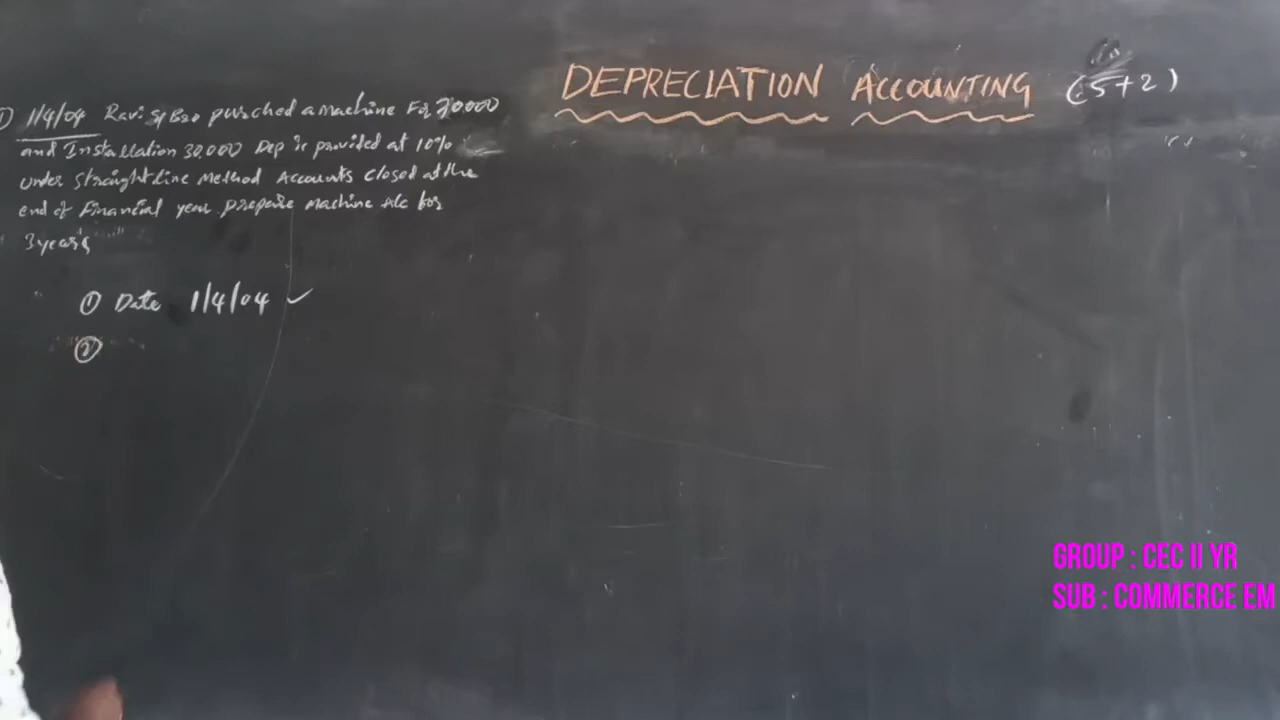 DEPRECIATION ACCOUNTING (5+2)
① 1/4/04 Ravi & Bro purched a machine For 70000
and Installation 30,000 Dep is provided at 10%
under straight line method Accounts closed at the
end of Financial year prepare machine A/c for
3 years
① Date 1/4/04 ✓
②
GROUP : CEC II YR
SUB : COMMERCE EM